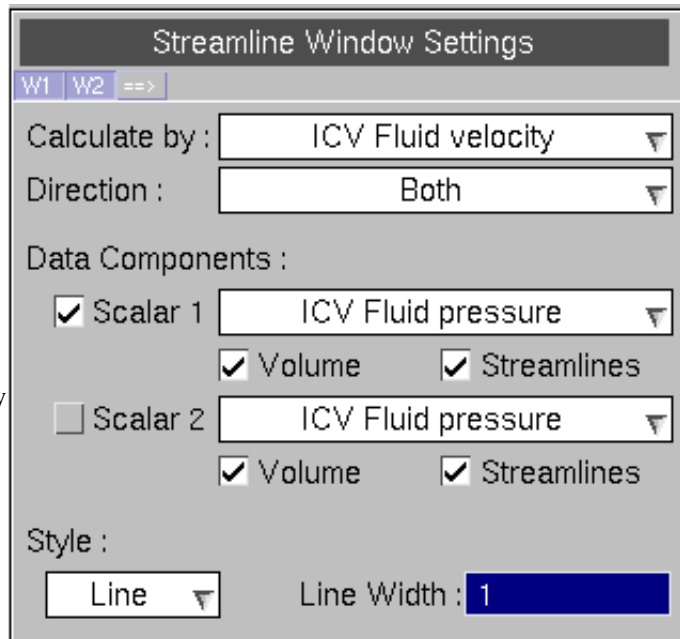 Streamline Window Settings
W1 W2 ==>
Calculate by : ICV Fluid velocity
Direction : Both
Data Components :
Scalar 1 ICV Fluid pressure
Volume Streamlines
y
Scalar 2 ICV Fluid pressure
Volume Streamlines
Style :
Line Line Width : 1